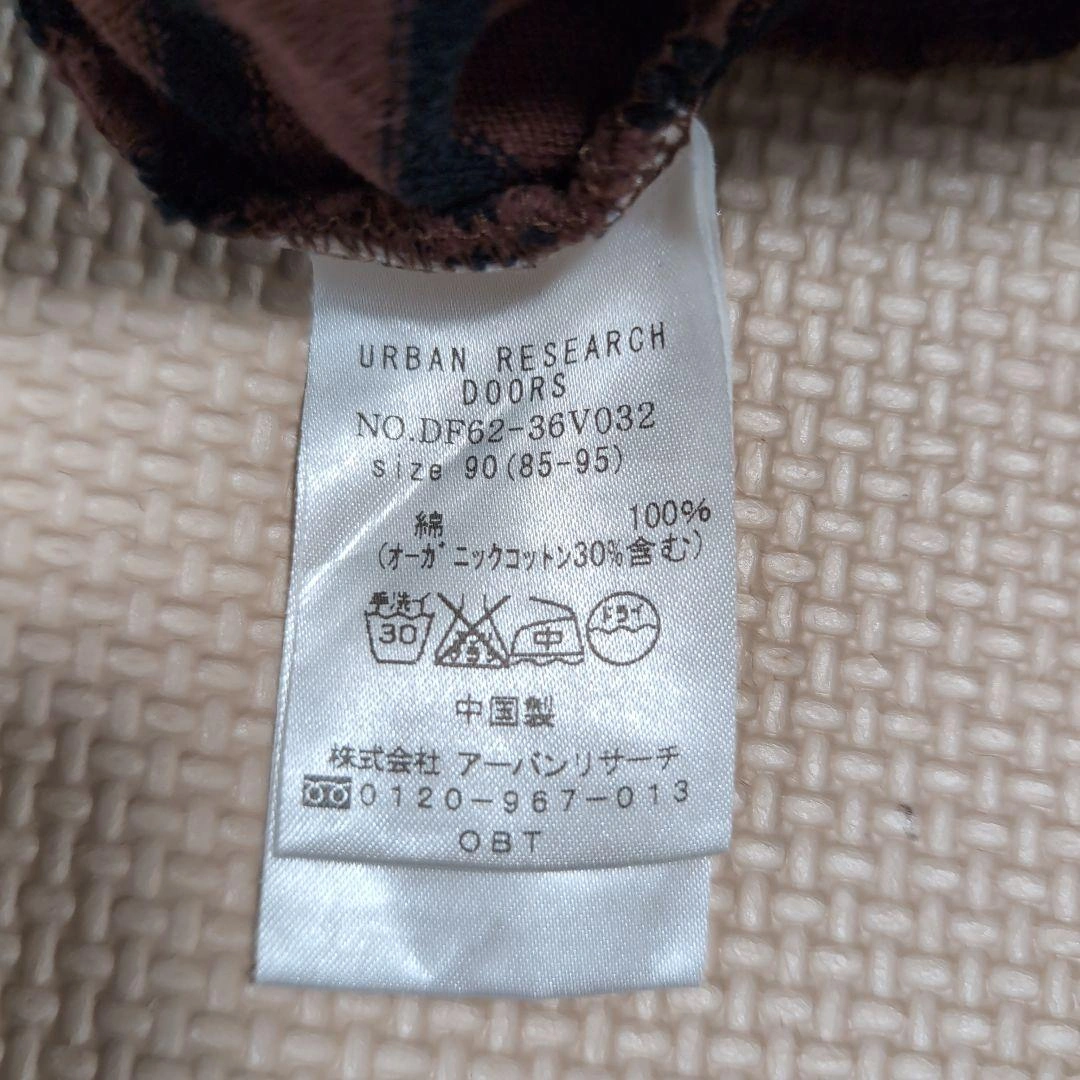 URBAN RESEARCH
DOORS
NO.DF62-36V032
size 90(85-95)
綿 100%
(オーガニックコットン30%含む)
手洗イ 30 中 ドライ
中国製
株式会社 アーバンリサーチ
0120-967-013
OBT